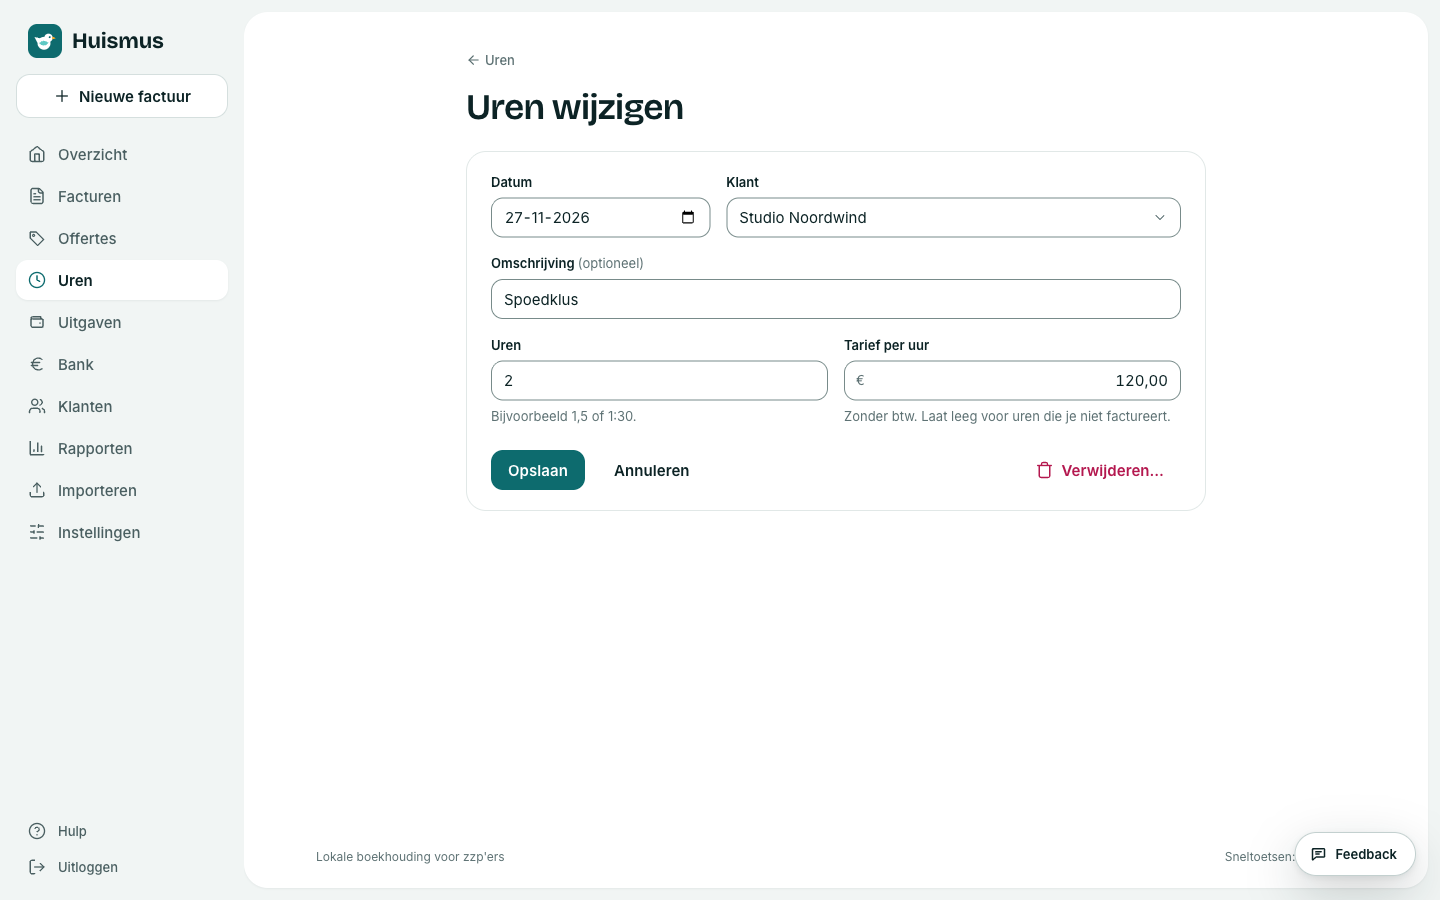 Huismus
Nieuwe factuur
Overzicht
Facturen
Offertes
Uren
Uitgaven
Bank
Klanten
Rapporten
Importeren
Instellingen
Hulp
Uitloggen
Uren
Uren wijzigen
Datum
Klant
27-11-2026
Studio Noordwind
Omschrijving (optioneel)
Spoedklus
Uren
Tarief per uur
2
€ 120,00
Bijvoorbeeld 1,5 of 1:30.
Zonder btw. Laat leeg voor uren die je niet factureert.
Opslaan
Annuleren
Verwijderen...
Lokale boekhouding voor zzp'ers
Sneltoetsen:
Feedback